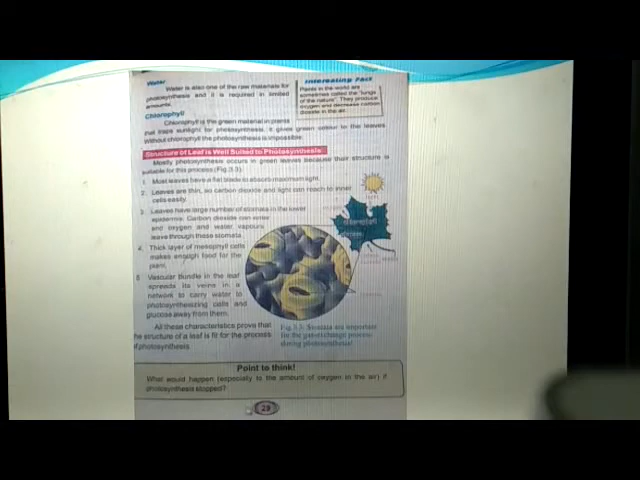 Water
Water is also one of the raw materials for
photosynthesis and it is required in limited
amounts.
Interesting Fact
Plants in the world are
sometimes called the "lungs
of the nature". They produce
oxygen and decrease carbon
dioxide in the air.
Chlorophyll
Chlorophyll is the green material in plants
that traps sunlight for photosynthesis. It gives green colour to the leaves.
Without chlorophyll the photosynthesis is impossible.
Structure of Leaf is Well Suited to Photosynthesis
Mostly photosynthesis occurs in green leaves because their structure is
suitable for this process (Fig.3.3).
1. Most leaves have a flat blade to absorb maximum light.
2. Leaves are thin, so carbon dioxide and light can reach to inner
cells easily.
3. Leaves have large number of stomata in the lower
epidermis. Carbon dioxide can enter
and oxygen and water vapours
leave through these stomata.
4. Thick layer of mesophyll cells
makes enough food for the
plant.
5. Vascular Bundle in the leaf
spreads its veins in a
network to carry water to
photosynthesizing cells and
glucose away from them.
All these characteristics prove that
the structure of leaf is fit for the process
of photosynthesis.
Fig.3.3: Stomata are important
for the gas-exchange process
during photosynthesis!
Point to think!
What would happen (especially to the amount of oxygen in the air) if
photosynthesis stopped?
29